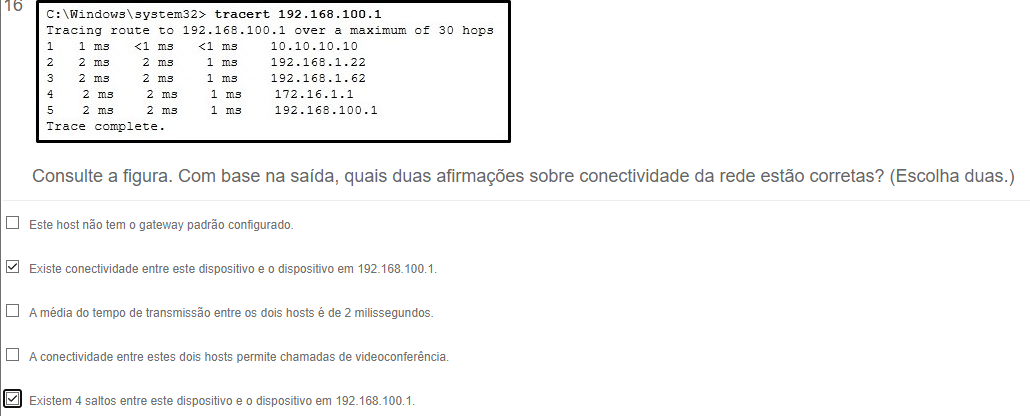 16
C:\Windows\system32> tracert 192.168.100.1
Tracing route to 192.168.100.1 over a maximum of 30 hops
1 1 ms <1 ms <1 ms 10.10.10.10
2 2 ms 2 ms 1 ms 192.168.1.22
3 2 ms 2 ms 1 ms 192.168.1.62
4 2 ms 2 ms 1 ms 172.16.1.1
5 2 ms 2 ms 1 ms 192.168.100.1
Trace complete.
Consulte a figura. Com base na saída, quais duas afirmações sobre conectividade da rede estão corretas? (Escolha duas.)
Este host não tem o gateway padrão configurado.
Existe conectividade entre este dispositivo e o dispositivo em 192.168.100.1.
A média do tempo de transmissão entre os dois hosts é de 2 milissegundos.
A conectividade entre estes dois hosts permite chamadas de videoconferência.
Existem 4 saltos entre este dispositivo e o dispositivo em 192.168.100.1.